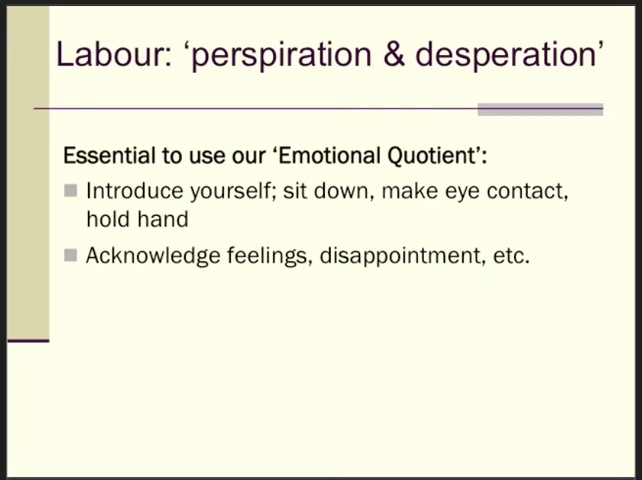 Labour: ‘perspiration & desperation’
Essential to use our ‘Emotional Quotient’:
Introduce yourself; sit down, make eye contact,
hold hand
Acknowledge feelings, disappointment, etc.